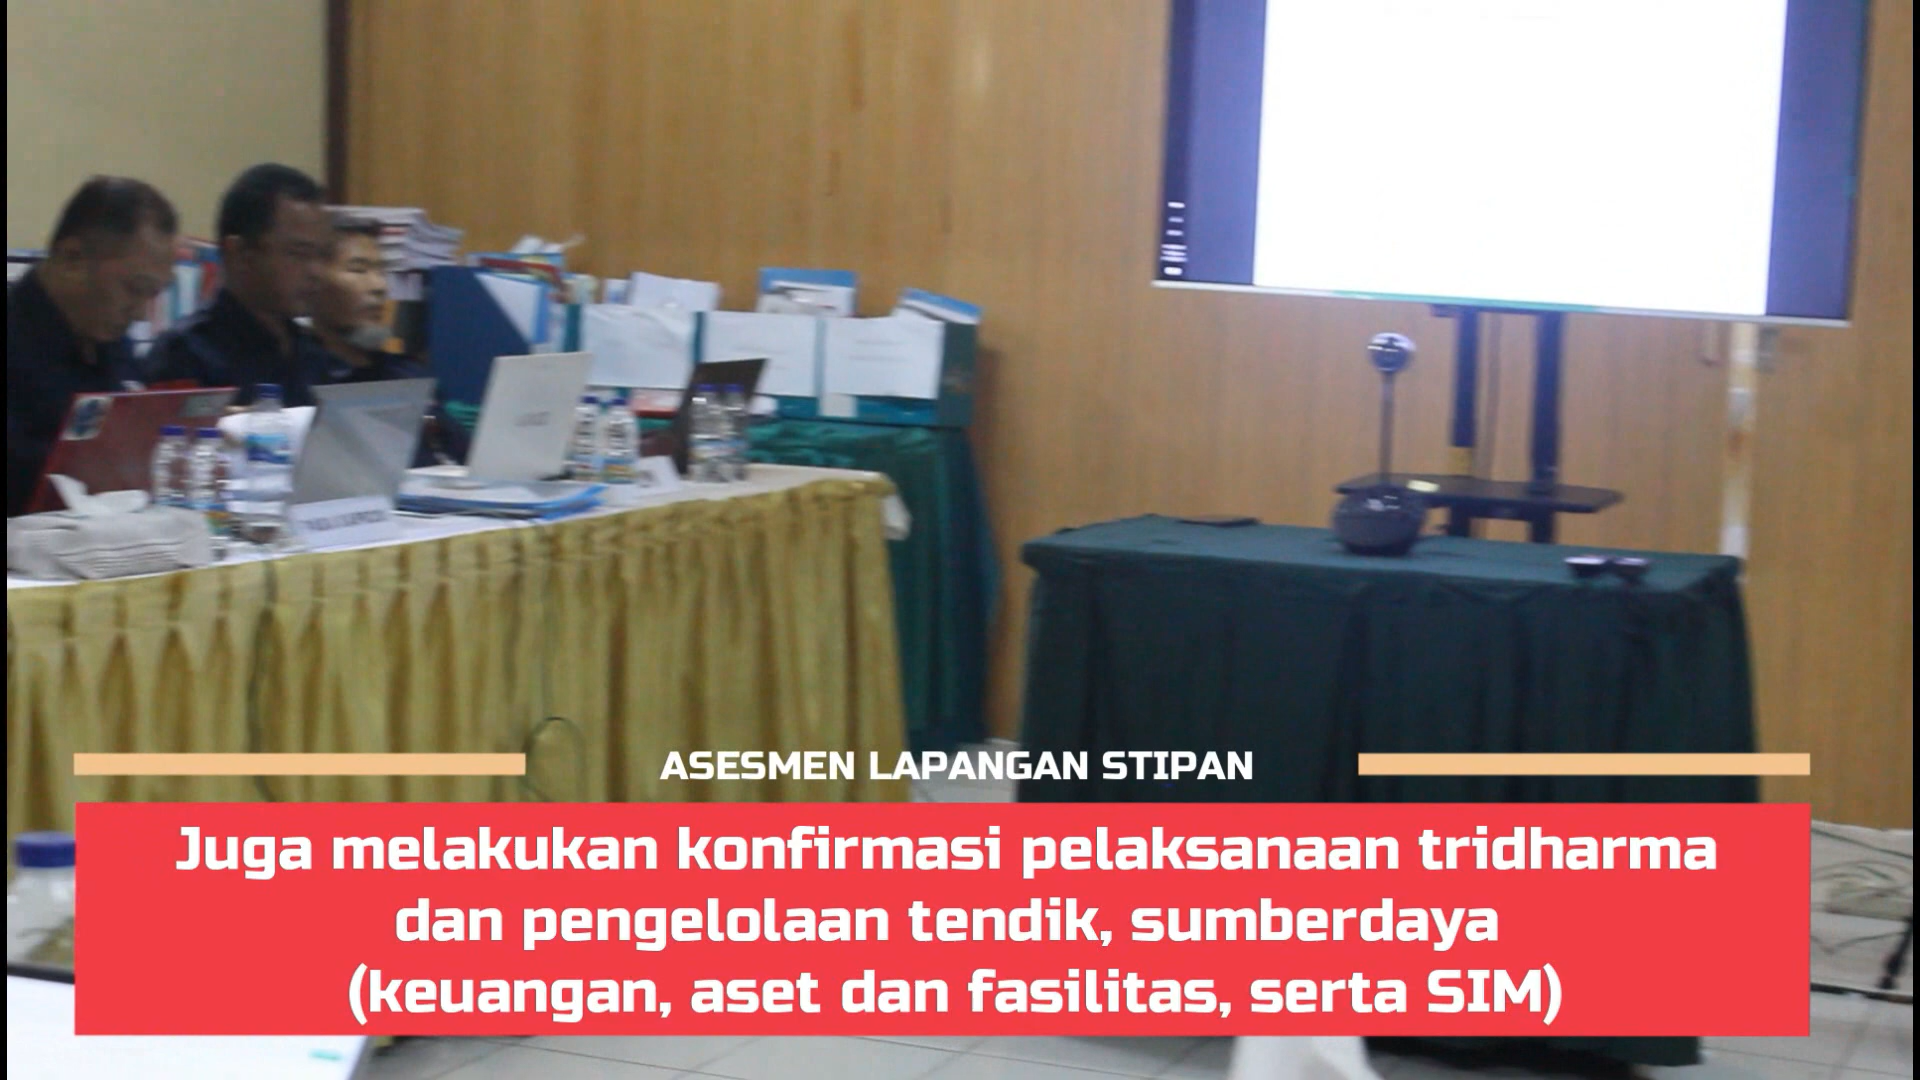 ASESMEN LAPANGAN STIPAN
Juga melakukan konfirmasi pelaksanaan tridharma
dan pengelolaan tendik, sumberdaya
(keuangan, aset dan fasilitas, serta SIM)